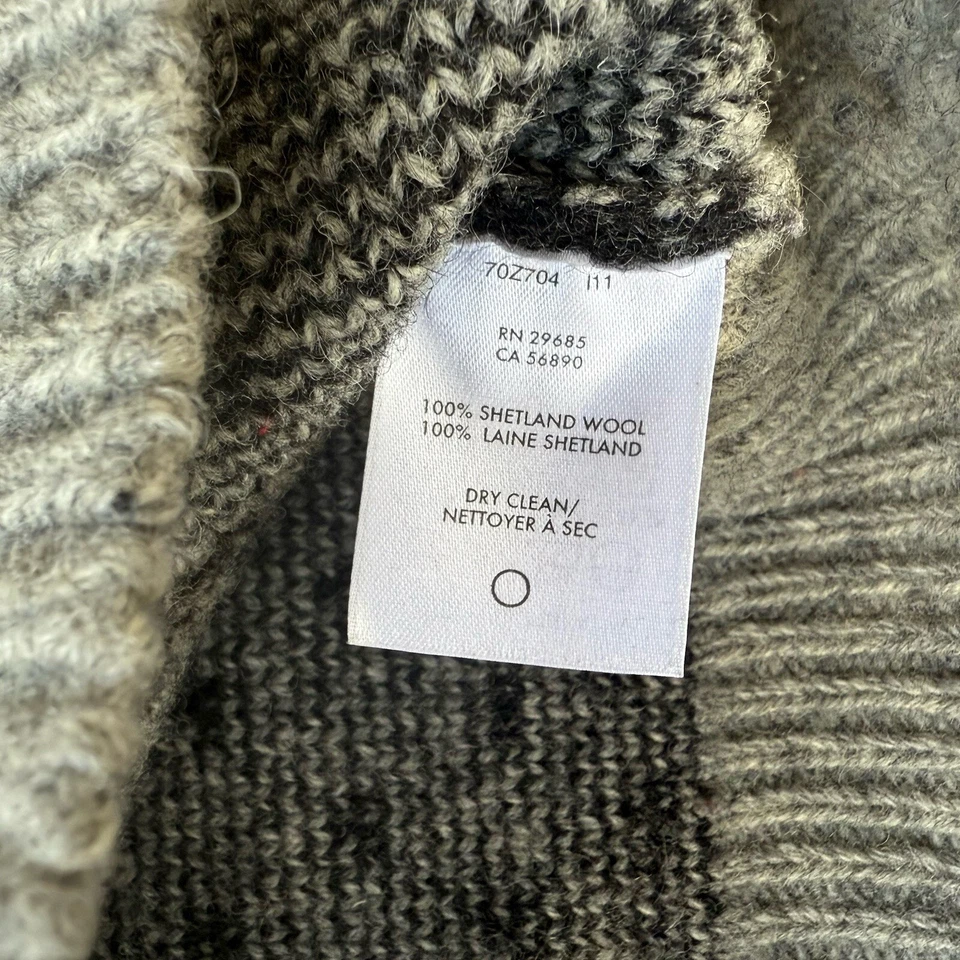 70Z704 I11
RN 29685
CA 56890
100% SHETLAND WOOL
100% LAINE SHETLAND
DRY CLEAN/
NETTOYER À SEC